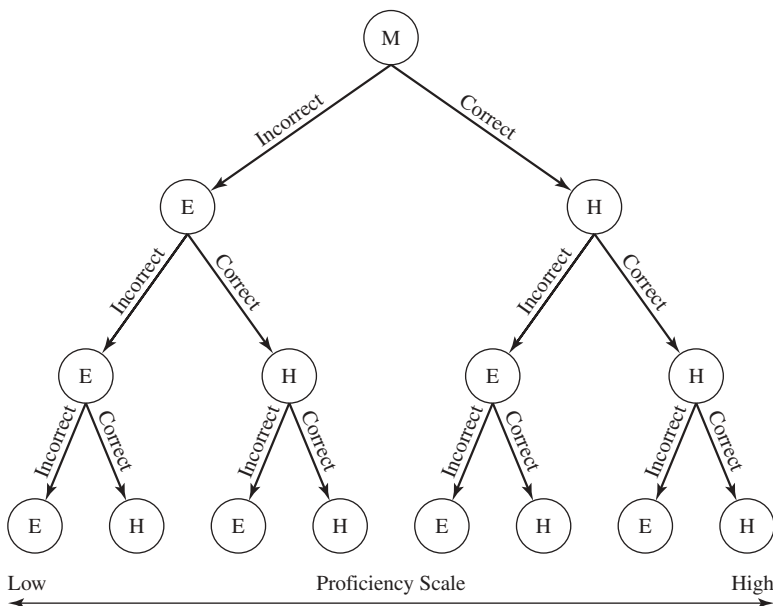 M
Incorrect Correct
E H
Incorrect Correct Incorrect Correct
E H E H
Incorrect Correct Incorrect Correct Incorrect Correct Incorrect Correct
E H E H E H E H
Low Proficiency Scale High